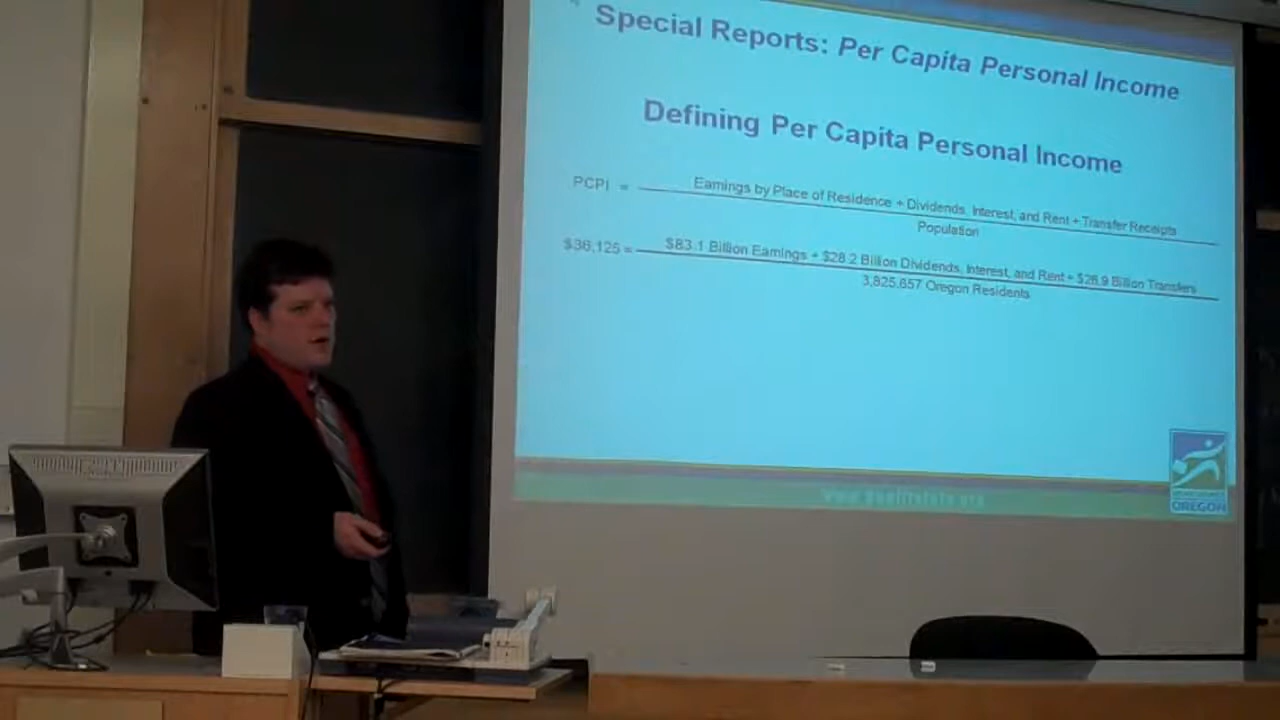 Special Reports: Per Capita Personal Income
Defining Per Capita Personal Income
PCPI = Earnings by Place of Residence + Dividends, Interest, and Rent + Transfer Receipts
Population
$36,125 = $83.1 Billion Earnings + $28.2 Billion Dividends, Interest, and Rent + $26.9 Billion Transfers
3,825,657 Oregon Residents
OREGON